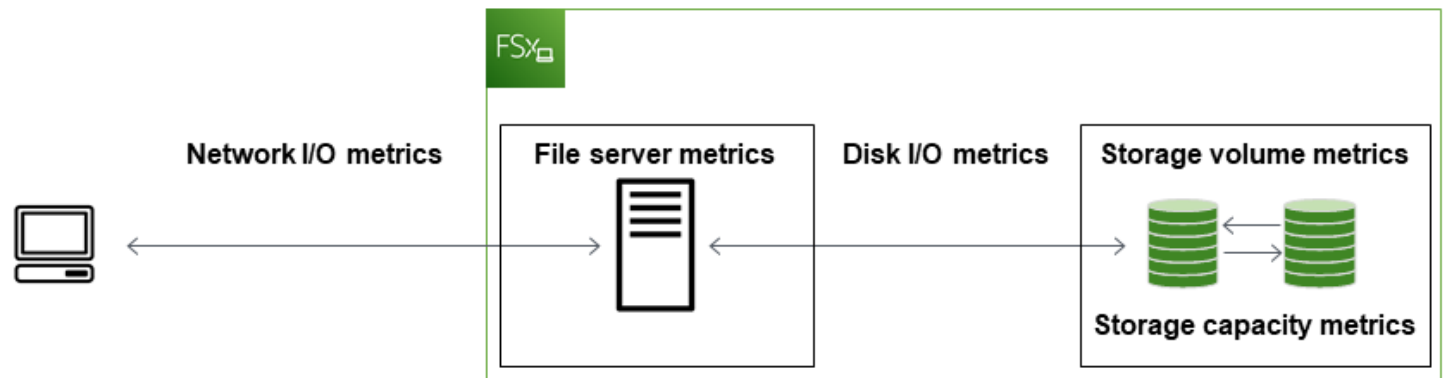 FSx
Network I/O metrics
File server metrics
Disk I/O metrics
Storage volume metrics
Storage capacity metrics